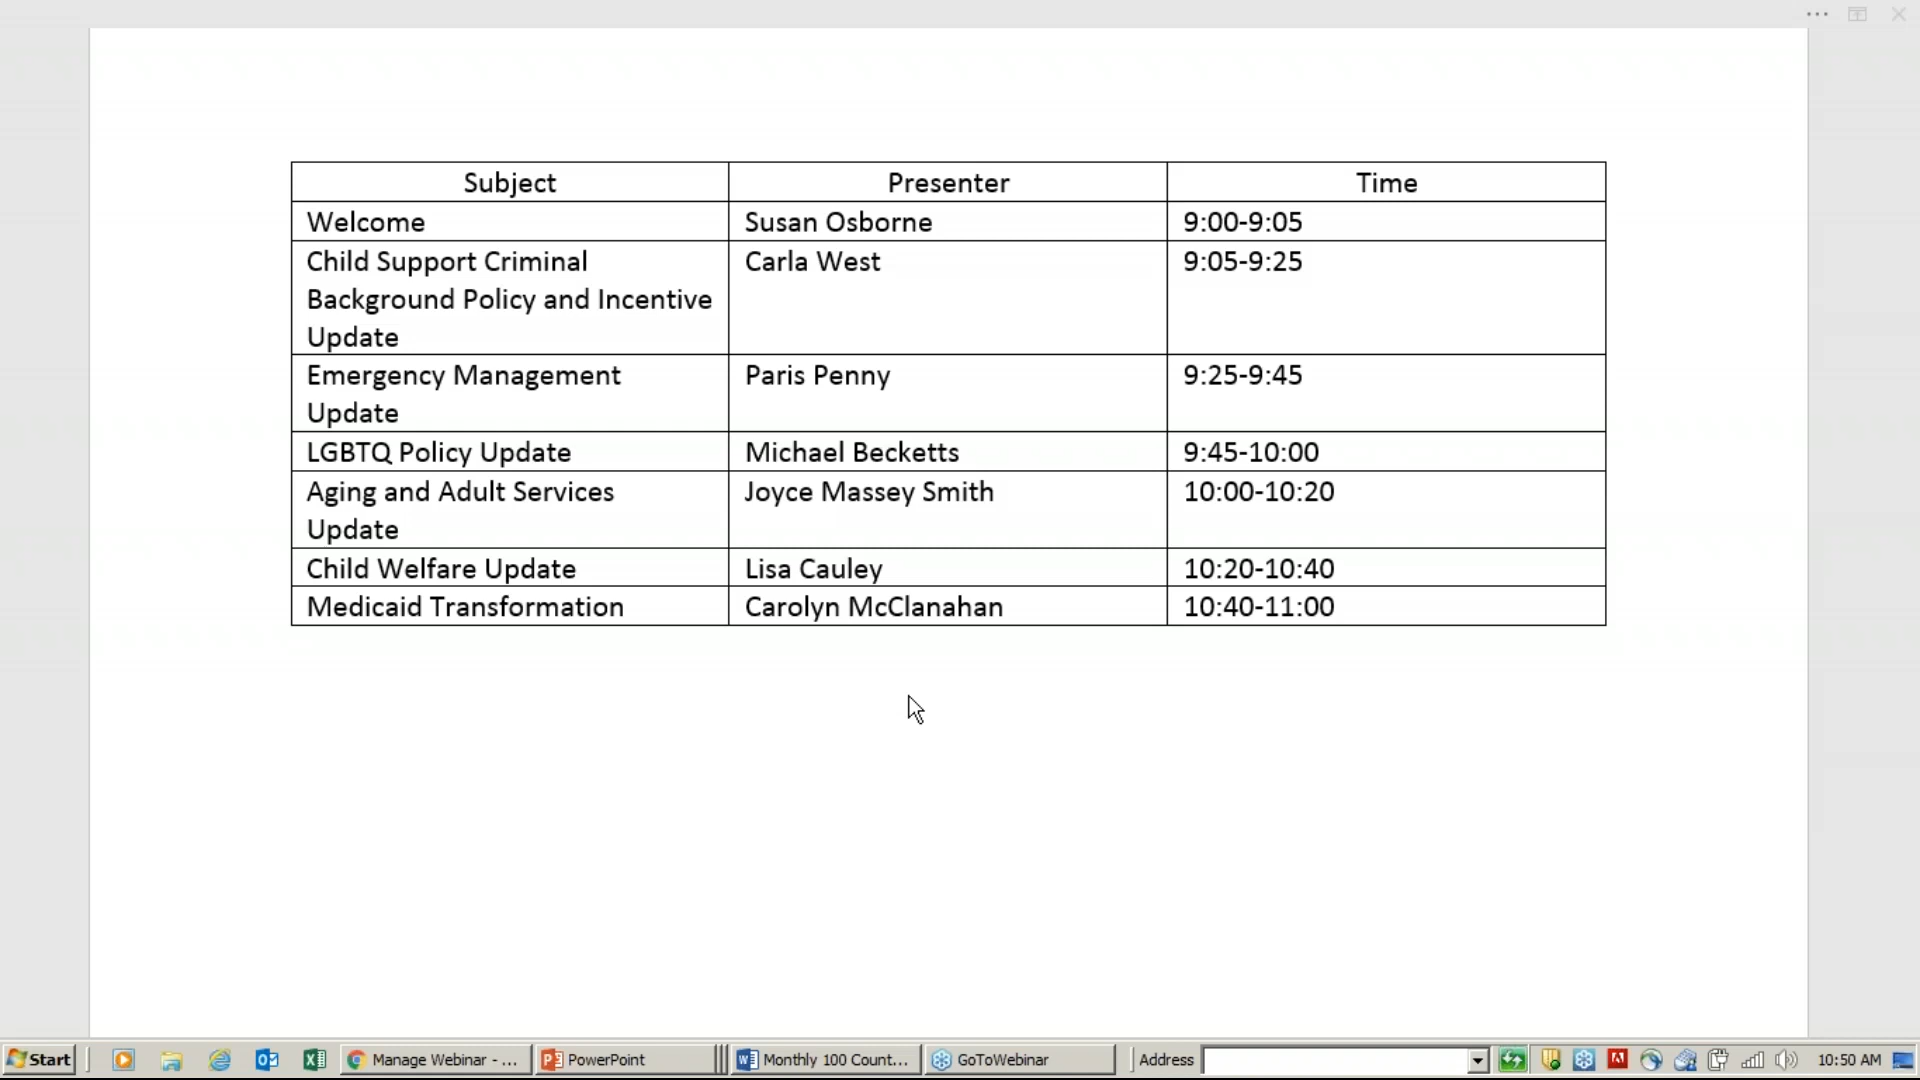 Subject Presenter Time
Welcome Susan Osborne 9:00-9:05
Child Support Criminal Carla West 9:05-9:25
Background Policy and Incentive
Update
Emergency Management Paris Penny 9:25-9:45
Update
LGBTQ Policy Update Michael Becketts 9:45-10:00
Aging and Adult Services Joyce Massey Smith 10:00-10:20
Update
Child Welfare Update Lisa Cauley 10:20-10:40
Medicaid Transformation Carolyn McClanahan 10:40-11:00
Start Manage Webinar - ... PowerPoint Monthly 100 Count... GoToWebinar Address 10:50 AM